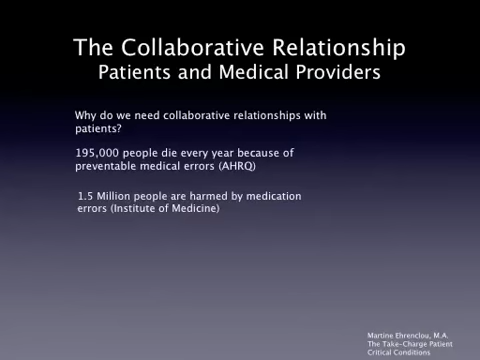 The Collaborative Relationship
Patients and Medical Providers
Why do we need collaborative relationships with
patients?
195,000 people die every year because of
preventable medical errors (AHRQ)
1.5 Million people are harmed by medication
errors (Institute of Medicine)
Martine Ehrenclou, M.A.
The Take-Charge Patient
Critical Conditions